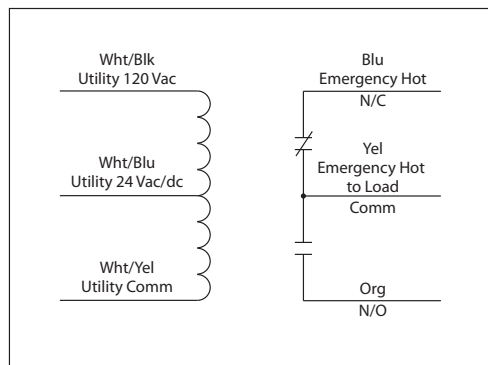 Wht/Blk
Utility 120 Vac
Wht/Blu
Utility 24 Vac/dc
Wht/Yel
Utility Comm
Blu
Emergency Hot
N/C
Yel
Emergency Hot
to Load
Comm
Org
N/O